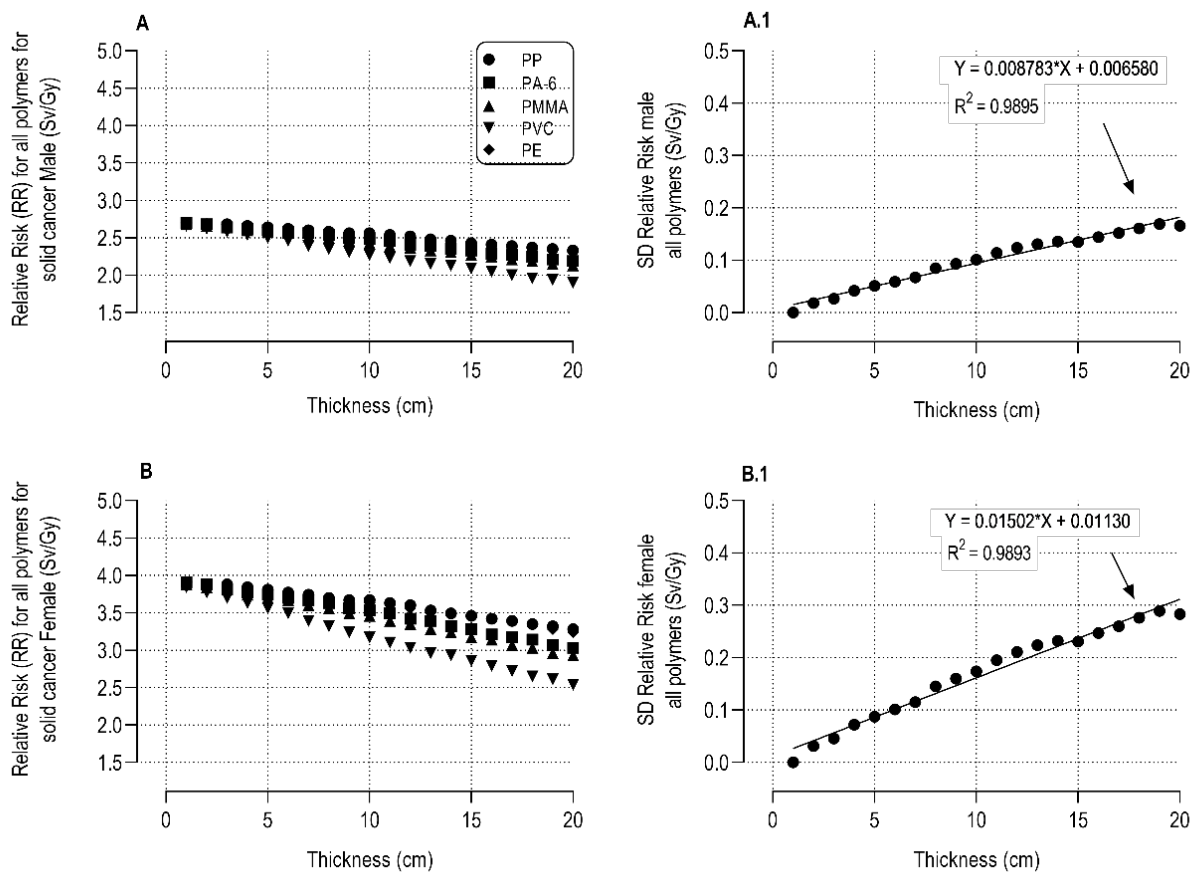 A
Relative Risk (RR) for all polymers for
solid cancer Male (Sv/Gy)
5.0
4.5
4.0
3.5
3.0
2.5
2.0
1.5
PP
PA-6
PMMA
PVC
PE
0
5
10
15
20
Thickness (cm)
A.1
SD Relative Risk male
all polymers (Sv/Gy)
0.5
0.4
0.3
0.2
0.1
0.0
Y = 0.008783*X + 0.006580
R² = 0.9895
0
5
10
15
20
Thickness (cm)
B
Relative Risk (RR) for all polymers for
solid cancer Female (Sv/Gy)
5.0
4.5
4.0
3.5
3.0
2.5
2.0
1.5
0
5
10
15
20
Thickness (cm)
B.1
SD Relative Risk female
all polymers (Sv/Gy)
0.5
0.4
0.3
0.2
0.1
0.0
Y = 0.01502*X + 0.01130
R² = 0.9893
0
5
10
15
20
Thickness (cm)